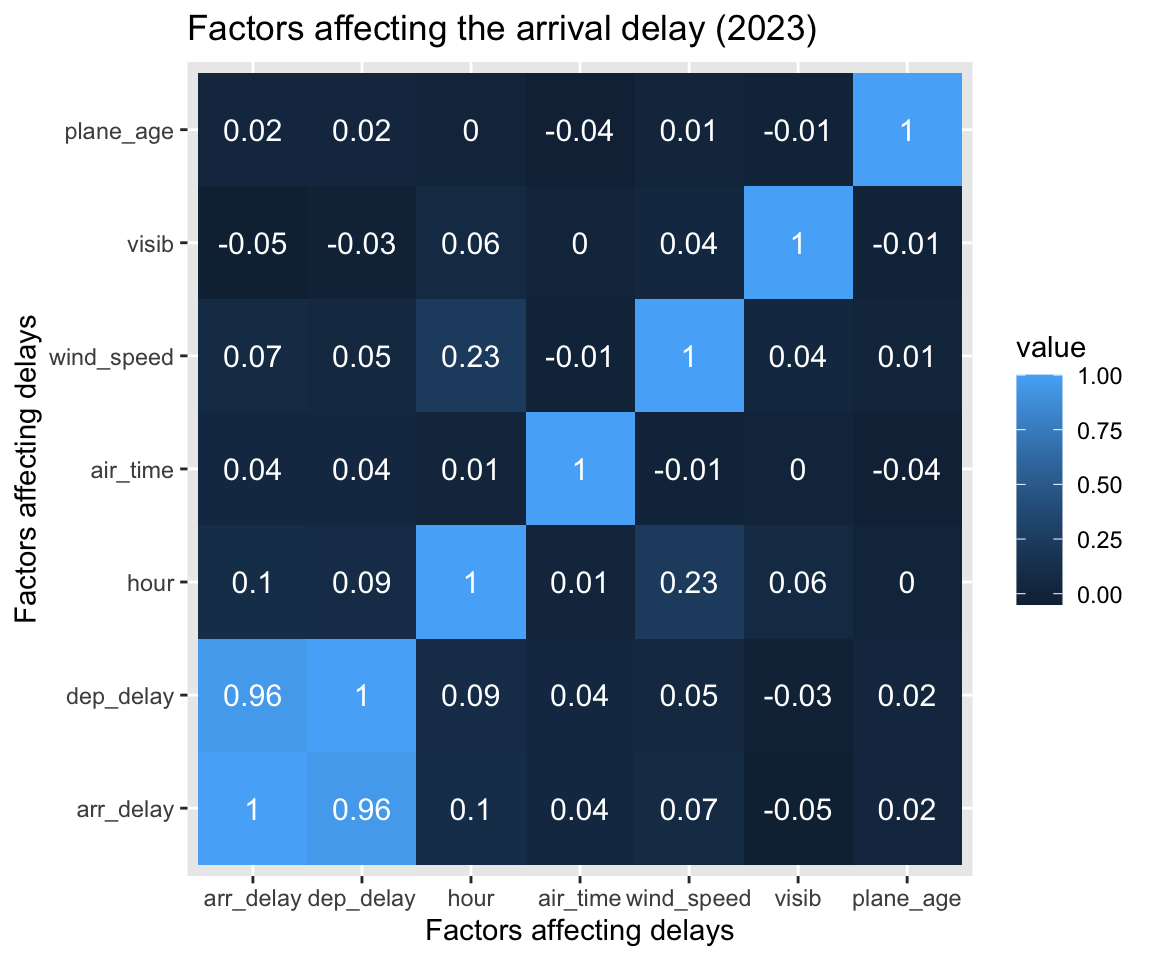 Factors affecting the arrival delay (2023)
plane_age 0.02 0.02 0 -0.04 0.01 -0.01 1
visib -0.05 -0.03 0.06 0 0.04 1 -0.01
wind_speed 0.07 0.05 0.23 -0.01 1 0.04 0.01
air_time 0.04 0.04 0.01 1 -0.01 0 -0.04
hour 0.1 0.09 1 0.01 0.23 0.06 0
dep_delay 0.96 1 0.09 0.04 0.05 -0.03 0.02
arr_delay 1 0.96 0.1 0.04 0.07 -0.05 0.02
arr_delay dep_delay hour air_time wind_speed visib plane_age
Factors affecting delays
Factors affecting delays
value
1.00
0.75
0.50
0.25
0.00